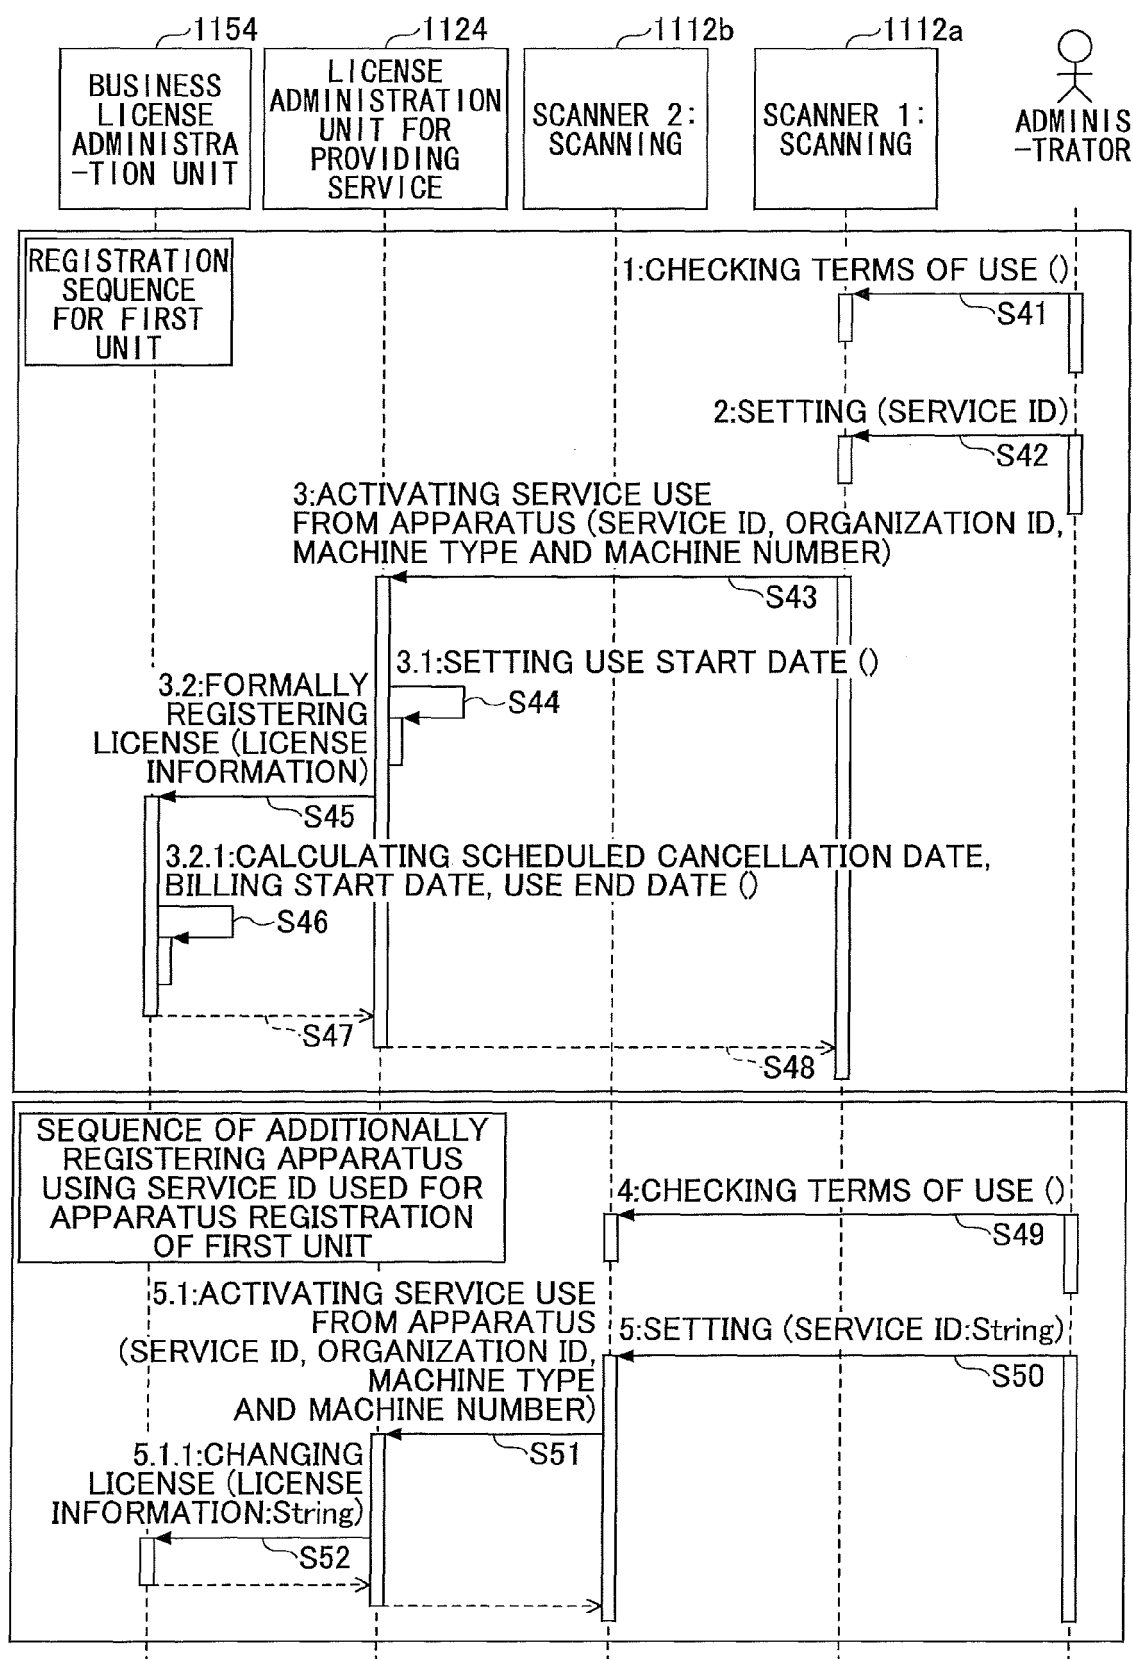 1154
1124
1112b
1112a
BUSINESS
LICENSE
ADMINISTRA
-TION UNIT
LICENSE
ADMINISTRATION
UNIT FOR
PROVIDING
SERVICE
SCANNER 2:
SCANNING
SCANNER 1:
SCANNING
ADMINIS
-TRATOR
REGISTRATION
SEQUENCE
FOR FIRST
UNIT
1:CHECKING TERMS OF USE ()
S41
2:SETTING (SERVICE ID)
S42
3:ACTIVATING SERVICE USE
FROM APPARATUS (SERVICE ID, ORGANIZATION ID,
MACHINE TYPE AND MACHINE NUMBER)
S43
3.1:SETTING USE START DATE ()
S44
3.2:FORMALLY
REGISTERING
LICENSE (LICENSE
INFORMATION)
S45
3.2.1:CALCULATING SCHEDULED CANCELLATION DATE,
BILLING START DATE, USE END DATE ()
S46
S47
S48
SEQUENCE OF ADDITIONALLY
REGISTERING APPARATUS
USING SERVICE ID USED FOR
APPARATUS REGISTRATION
OF FIRST UNIT
4:CHECKING TERMS OF USE ()
S49
5:SETTING (SERVICE ID:String)
S50
5.1:ACTIVATING SERVICE USE
FROM APPARATUS
(SERVICE ID, ORGANIZATION ID,
MACHINE TYPE
AND MACHINE NUMBER)
S51
5.1.1:CHANGING
LICENSE (LICENSE
INFORMATION:String)
S52